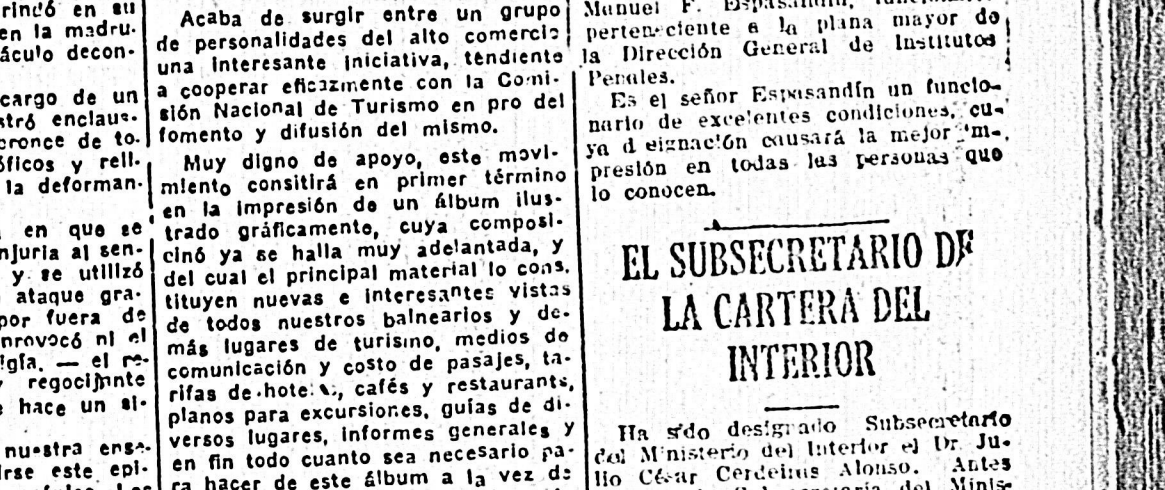 rindó en su
en la madru-
áculo decon-
cargo de un
stró enclaus-
cronce de to-
óficos y reli-
la deforman-
en que se
njuria al sen-
y se utilizó
ataque gra-
por fuera de
nrovocó ni el
igía. — el re-
regocijante
hace un si-
nuestra ense-
irse este epi-
Acaba de surgir entre un grupo
de personalidades del alto comercio
una interesante iniciativa, tendiente
a cooperar eficazmente con la Comi-
sión Nacional de Turismo en pro del
fomento y difusión del mismo.
Muy digno de apoyo, este movi-
miento consitirá en primer término
en la impresión de un álbum ilus-
trado gráficamente, cuya composi-
cinó ya se halla muy adelantada, y
del cual el principal material lo cons.
tituyen nuevas e interesantes vistas
de todos nuestros balnearios y de-
más lugares de turismo, medios de
comunicación y costo de pasajes, ta-
rifas de cafés y restaurants,
planos para excursiones, guías de di-
versos lugares, informes generales y
en fin todo cuanto sea necesario pa-
ra hacer de este álbum a la vez de
Manuel F. Espasandín,
perteneciente a la plana mayor de
la Dirección General de Institutos
Penales.
Es el señor Espasandín un funcio-
nario de excelentes condiciones, cu-
ya d eignación causará la mejor im-
presión en todas las personas que
lo conocen.
EL SUBSECRETARIO DE
LA CARTERA DEL
INTERIOR
Ha sido designado Subsecretario
del Ministerio del Interior el Dr. Ju-
lio César Alonso. Antes
del Minis-